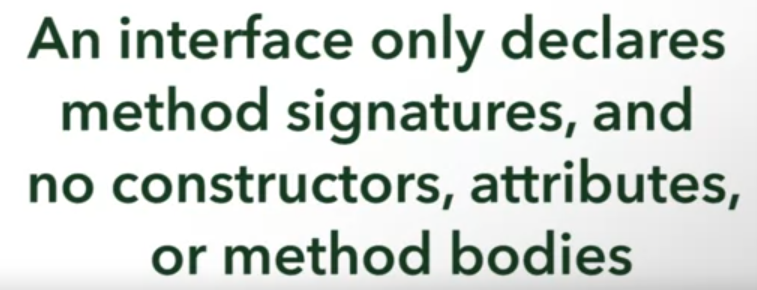 An interface only declares
method signatures, and
no constructors, attributes,
or method bodies